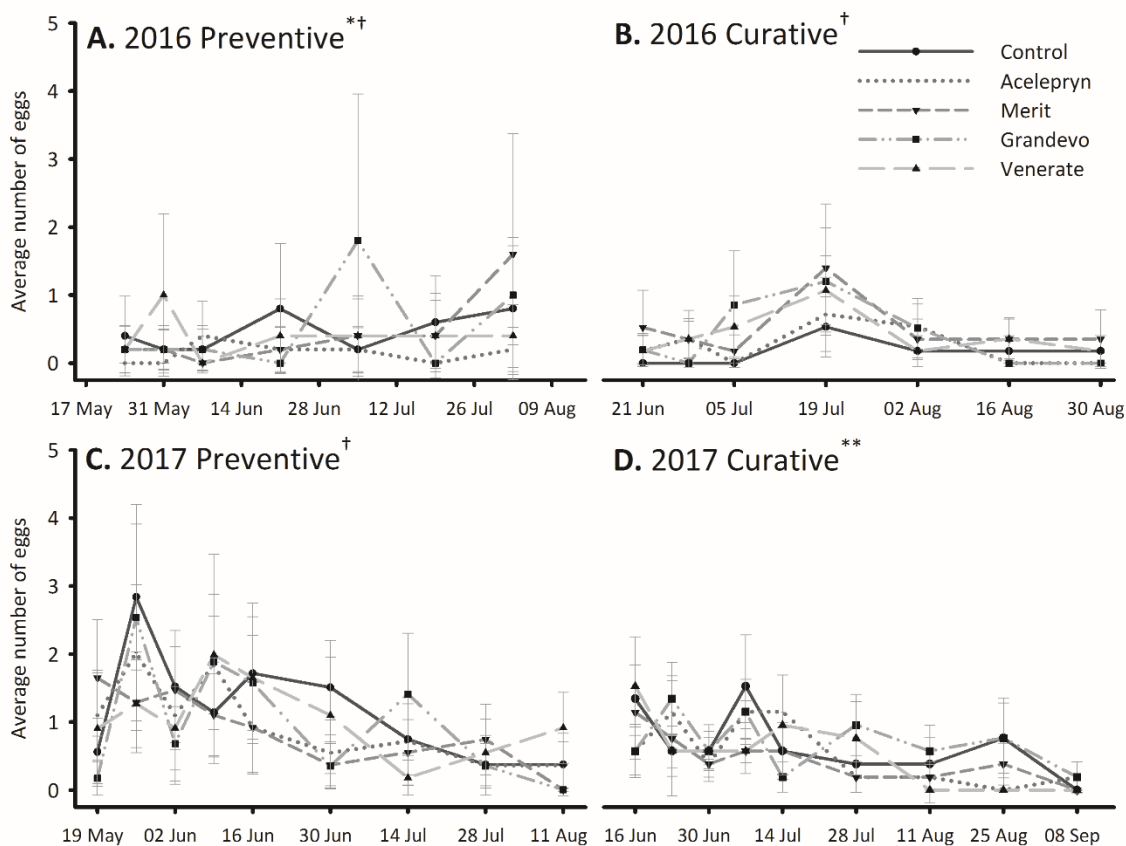 A. 2016 Preventive*†
B. 2016 Curative†
Control
Acelepryn
Merit
Grandevo
Venerate
Average number of eggs
5
4
3
2
1
0
17 May 31 May 14 Jun 28 Jun 12 Jul 26 Jul 09 Aug
21 Jun 05 Jul 19 Jul 02 Aug 16 Aug 30 Aug
C. 2017 Preventive†
D. 2017 Curative**
Average number of eggs
5
4
3
2
1
0
19 May 02 Jun 16 Jun 30 Jun 14 Jul 28 Jul 11 Aug
16 Jun 30 Jun 14 Jul 28 Jul 11 Aug 25 Aug 08 Sep